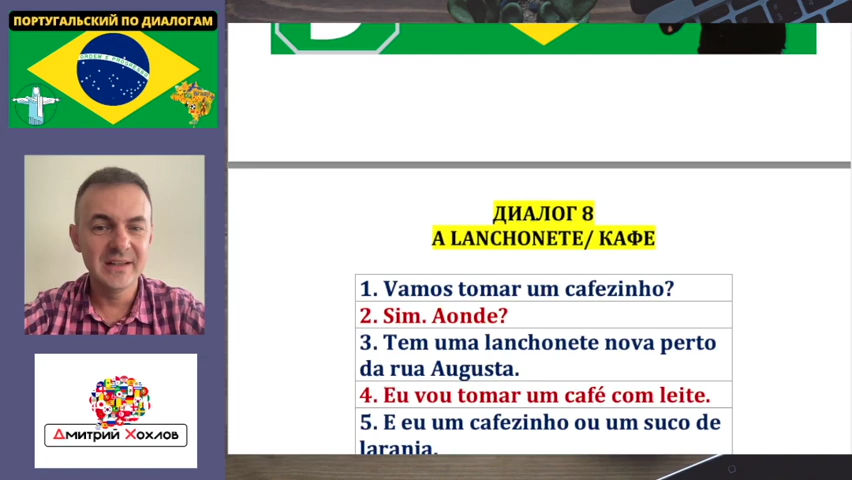 ПОРТУГАЛЬСКИЙ ПО ДИАЛОГАМ
ДИАЛОГ 8
A LANCHONETE/ КАФЕ
1. Vamos tomar um cafezinho?
2. Sim. Aonde?
3. Tem uma lanchonete nova perto
da rua Augusta.
4. Eu vou tomar um café com leite.
5. E eu um cafezinho ou um suco de
laranja.
Дмитрий Хохлов